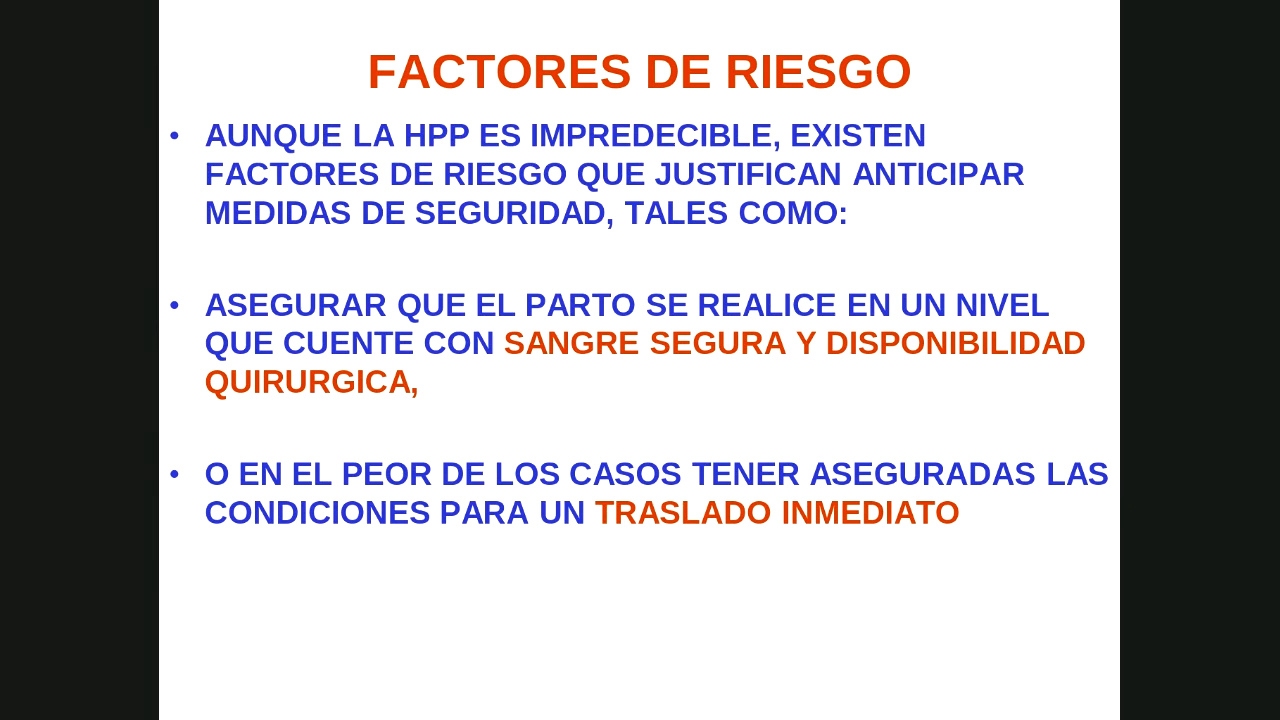 FACTORES DE RIESGO
• AUNQUE LA HPP ES IMPREDECIBLE, EXISTEN
FACTORES DE RIESGO QUE JUSTIFICAN ANTICIPAR
MEDIDAS DE SEGURIDAD, TALES COMO:
• ASEGURAR QUE EL PARTO SE REALICE EN UN NIVEL
QUE CUENTE CON SANGRE SEGURA Y DISPONIBILIDAD
QUIRURGICA,
• O EN EL PEOR DE LOS CASOS TENER ASEGURADAS LAS
CONDICIONES PARA UN TRASLADO INMEDIATO